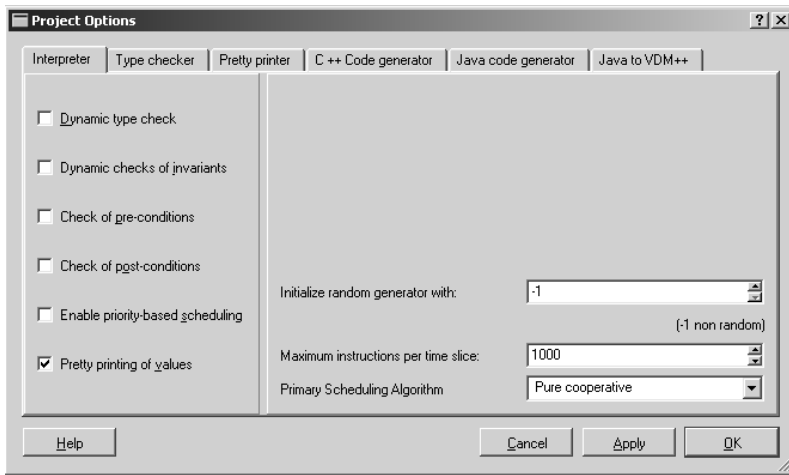 Project Options
Interpreter
Type checker
Pretty printer
C ++ Code generator
Java code generator
Java to VDM++
Dynamic type check
Dynamic checks of invariants
Check of pre-conditions
Check of post-conditions
Enable priority-based scheduling
Pretty printing of values
Initialize random generator with:
-1
(-1 non random)
Maximum instructions per time slice:
1000
Primary Scheduling Algorithm
Pure cooperative
Help
Cancel
Apply
OK